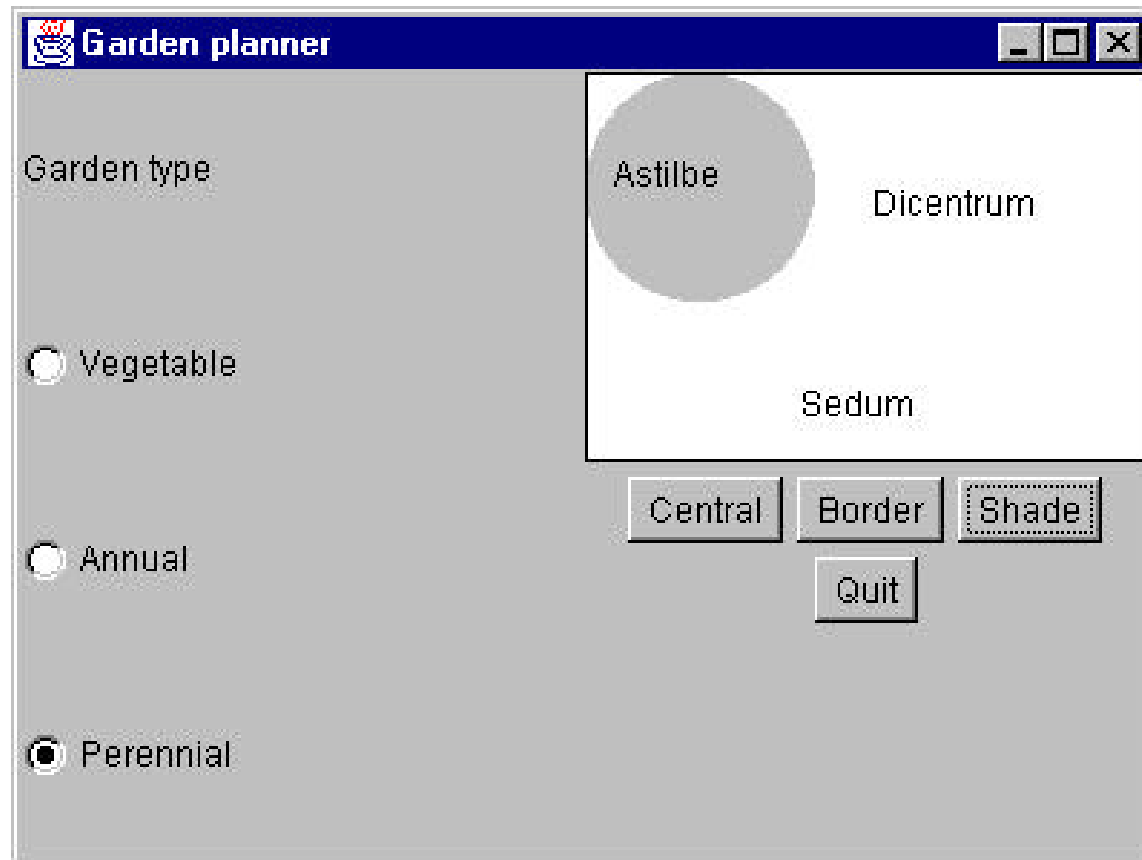 Garden planner
Garden type
Vegetable
Annual
Perennial
Astilbe
Dicentrum
Sedum
Central Border Shade
Quit